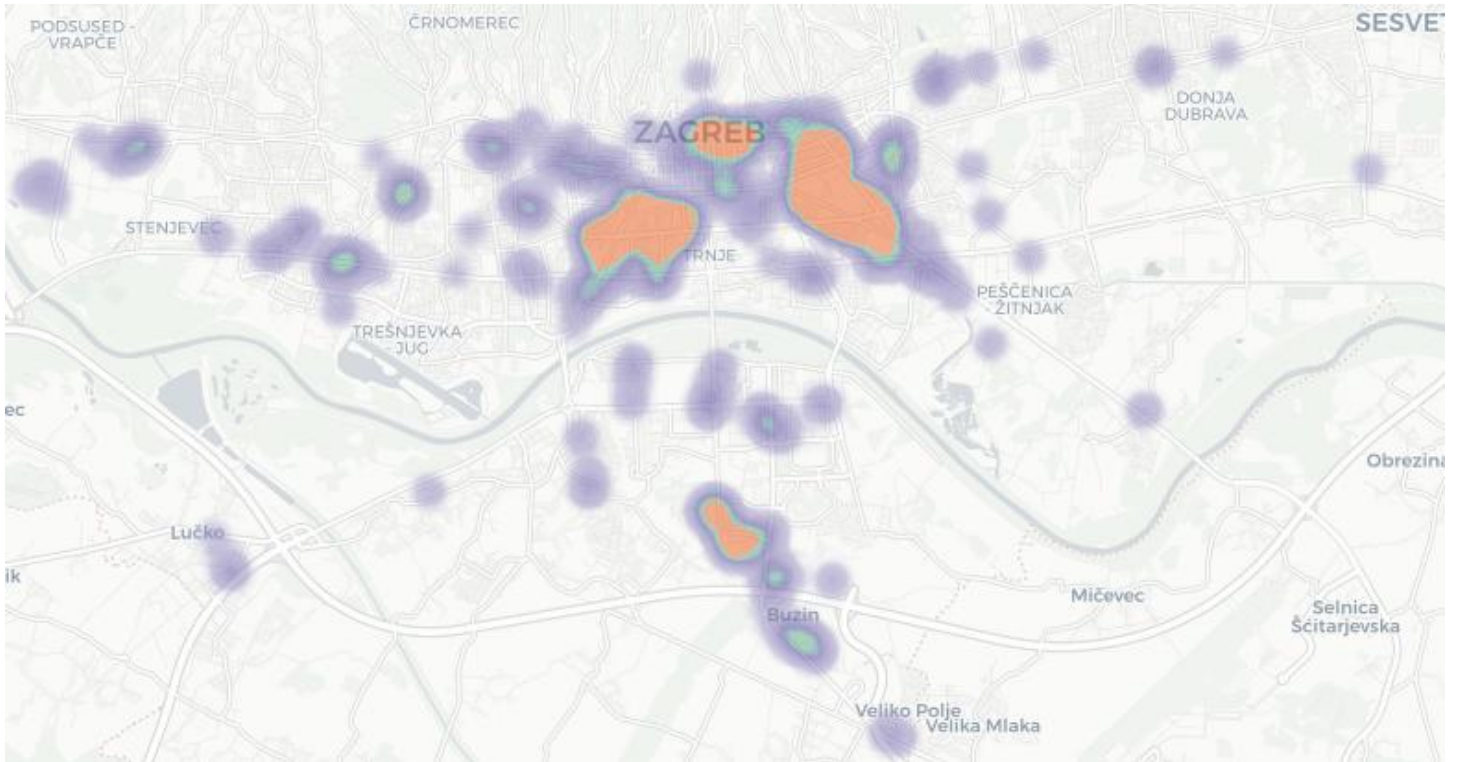 PODSUSED -
VRAPČE
ČRNOMEREC
SESVET
ZAGREB
DONJA
DUBRAVA
STENJEVEC
TRNJE
PEŠČENICA
- ŽITNJAK
TREŠNJEVKA
- JUG
ec
Obrezina
Lučko
ik
Mičevec
Buzin
Selnica
Šćitarjevska
Veliko Polje
Velika Mlaka